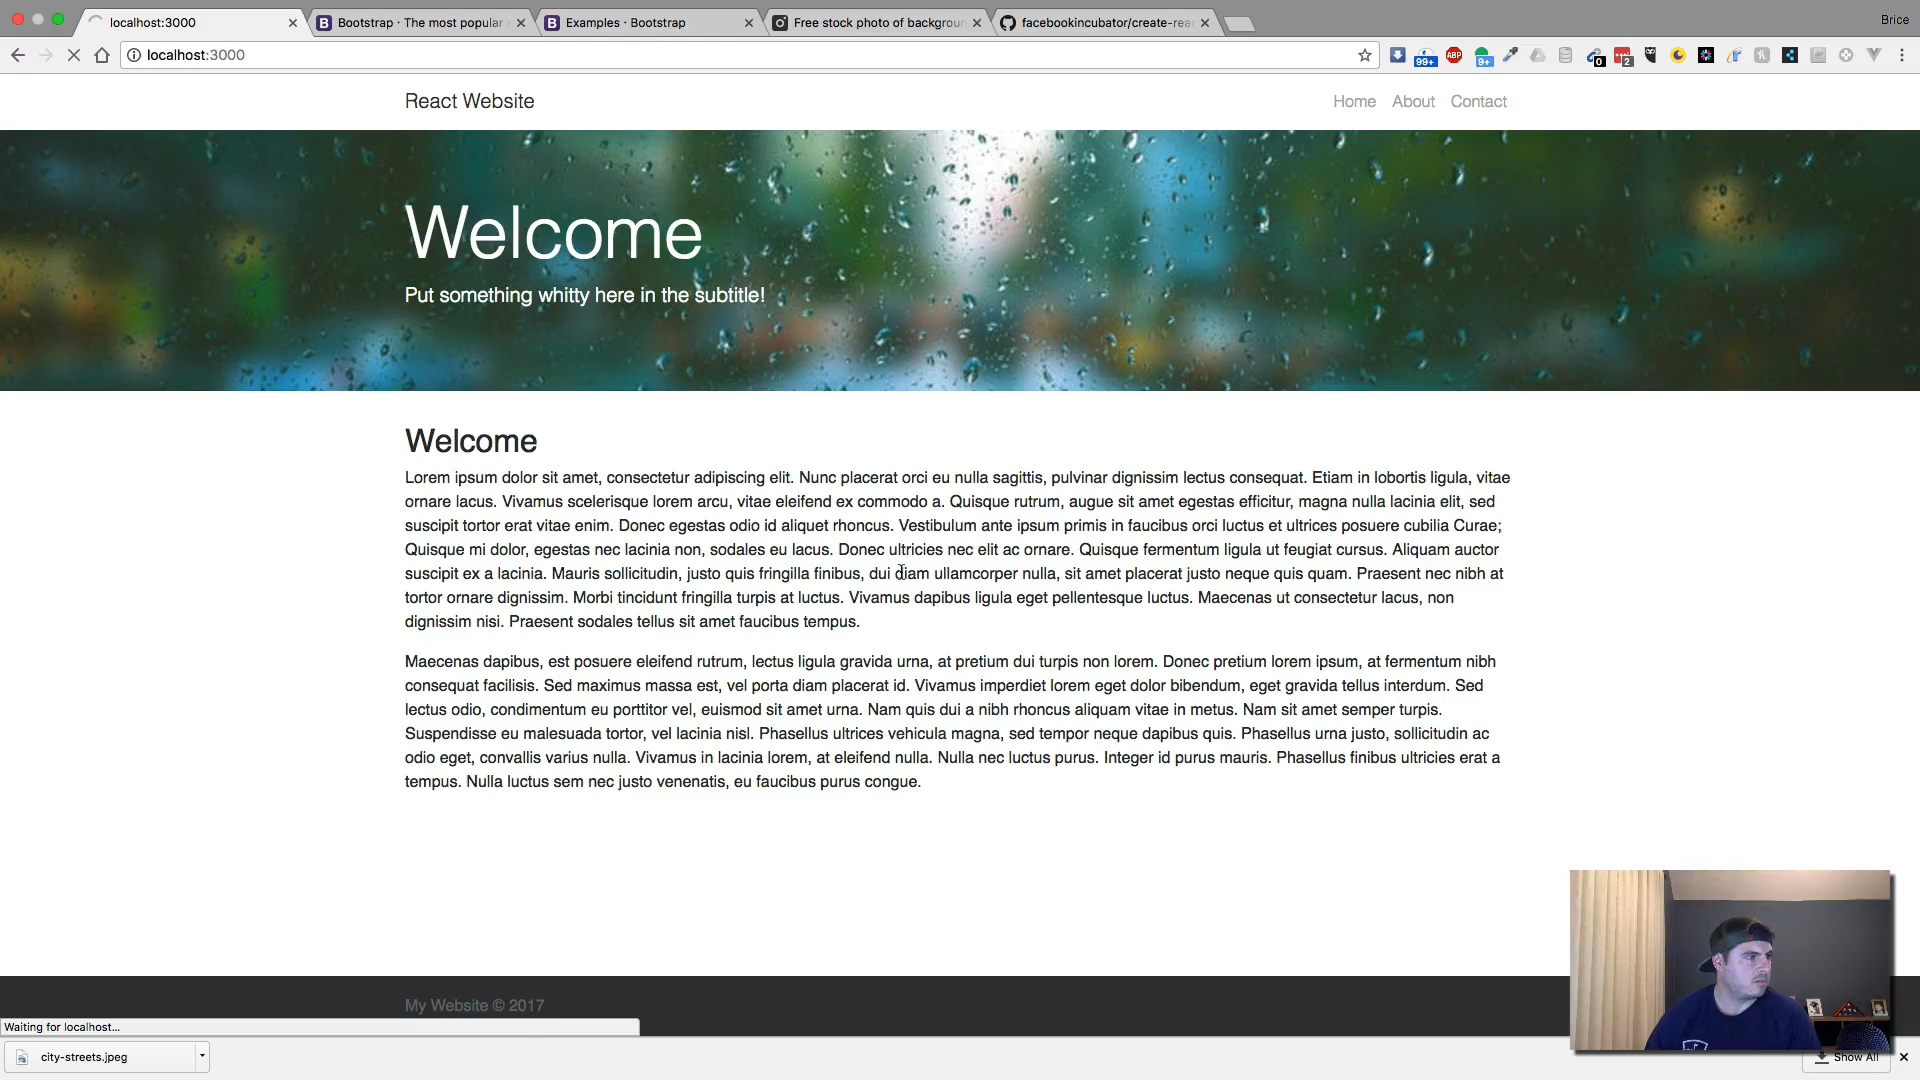 localhost:3000
Bootstrap · The most popular
Examples · Bootstrap
Free stock photo of backgroun
facebookincubator/create-rea
Brice
localhost:3000
99+
ABP
9+
0
2
React Website
Home
About
Contact
Welcome
Put something whitty here in the subtitle!
Welcome
Lorem ipsum dolor sit amet, consectetur adipiscing elit. Nunc placerat orci eu nulla sagittis, pulvinar dignissim lectus consequat. Etiam in lobortis ligula, vitae
ornare lacus. Vivamus scelerisque lorem arcu, vitae eleifend ex commodo a. Quisque rutrum, augue sit amet egestas efficitur, magna nulla lacinia elit, sed
suscipit tortor erat vitae enim. Donec egestas odio id aliquet rhoncus. Vestibulum ante ipsum primis in faucibus orci luctus et ultrices posuere cubilia Curae;
Quisque mi dolor, egestas nec lacinia non, sodales eu lacus. Donec ultricies nec elit ac ornare. Quisque fermentum ligula ut feugiat cursus. Aliquam auctor
suscipit ex a lacinia. Mauris sollicitudin, justo quis fringilla finibus, dui diam ullamcorper nulla, sit amet placerat justo neque quis quam. Praesent nec nibh at
tortor ornare dignissim. Morbi tincidunt fringilla turpis at luctus. Vivamus dapibus ligula eget pellentesque luctus. Maecenas ut consectetur lacus, non
dignissim nisi. Praesent sodales tellus sit amet faucibus tempus.
Maecenas dapibus, est posuere eleifend rutrum, lectus ligula gravida urna, at pretium dui turpis non lorem. Donec pretium lorem ipsum, at fermentum nibh
consequat facilisis. Sed maximus massa est, vel porta diam placerat id. Vivamus imperdiet lorem eget dolor bibendum, eget gravida tellus interdum. Sed
lectus odio, condimentum eu porttitor vel, euismod sit amet urna. Nam quis dui a nibh rhoncus aliquam vitae in metus. Nam sit amet semper turpis.
Suspendisse eu malesuada tortor, vel lacinia nisl. Phasellus ultrices vehicula magna, sed tempor neque dapibus quis. Phasellus urna justo, sollicitudin ac
odio eget, convallis varius nulla. Vivamus in lacinia lorem, at eleifend nulla. Nulla nec luctus purus. Integer id purus mauris. Phasellus finibus ultricies erat a
tempus. Nulla luctus sem nec justo venenatis, eu faucibus purus congue.
My Website © 2017
Waiting for localhost...
city-streets.jpeg
Show All